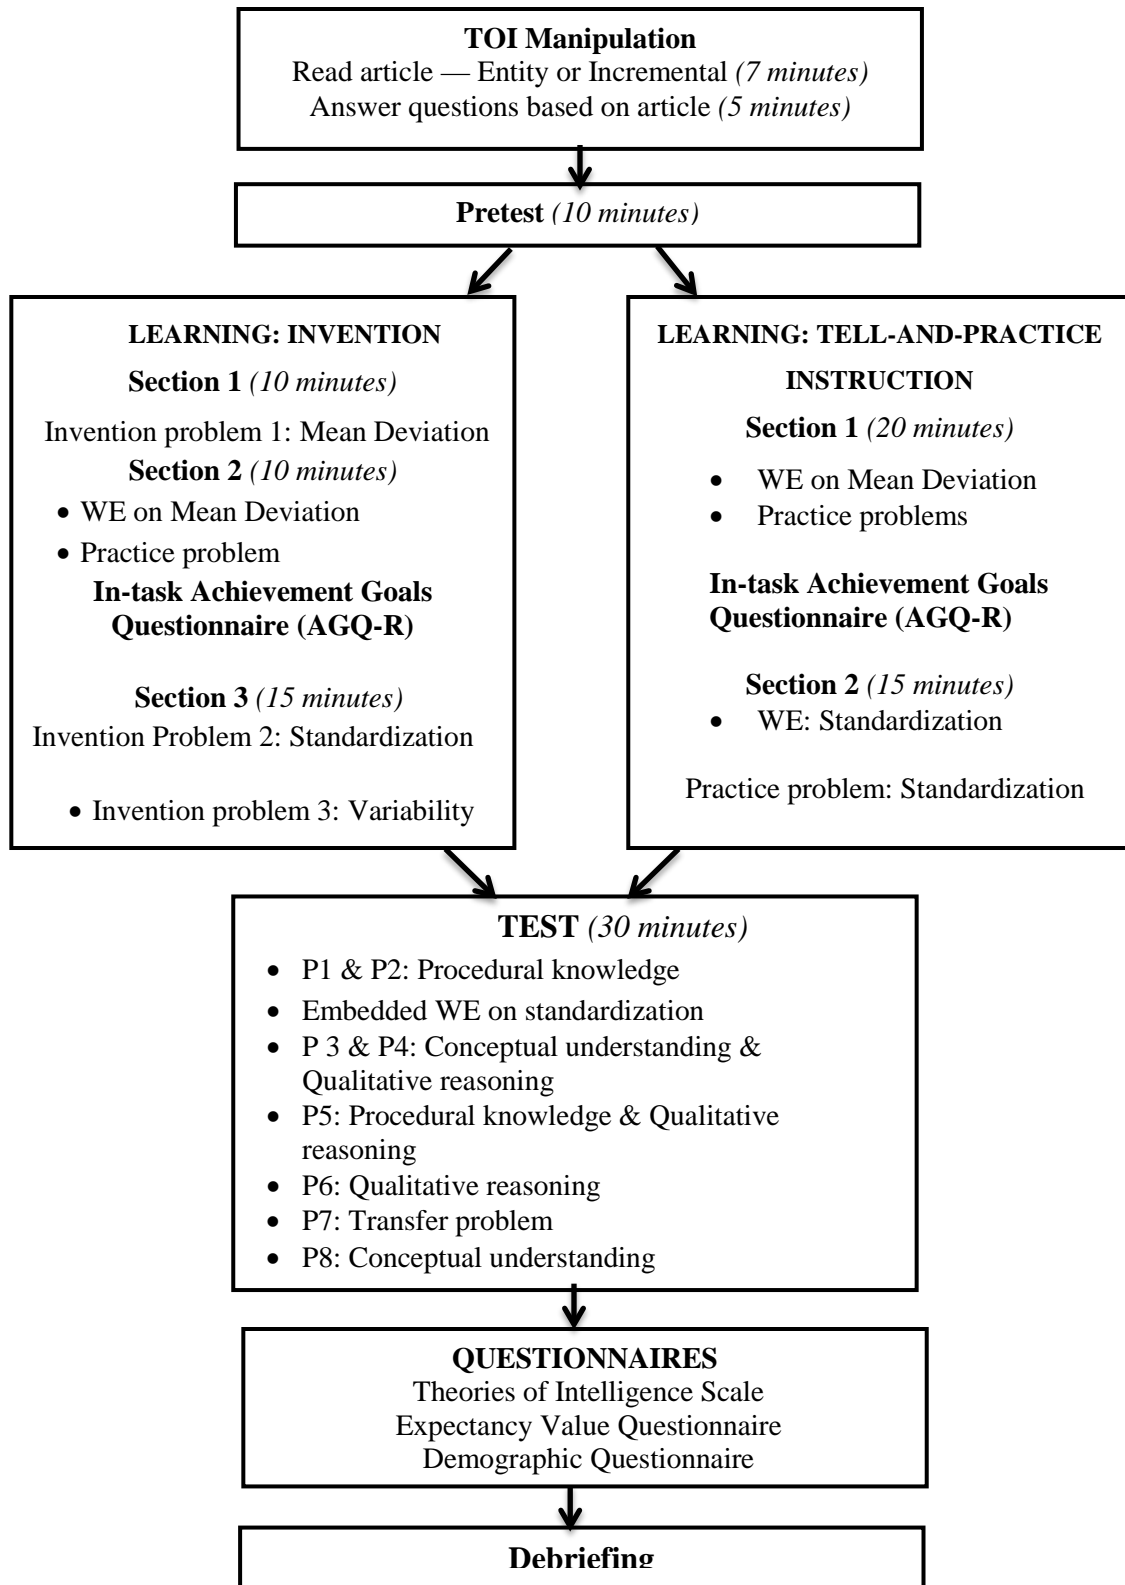 TOI Manipulation
Read article — Entity or Incremental (7 minutes)
Answer questions based on article (5 minutes)
Pretest (10 minutes)
LEARNING: INVENTION
Section 1 (10 minutes)
Invention problem 1: Mean Deviation
Section 2 (10 minutes)
• WE on Mean Deviation
• Practice problem
In-task Achievement Goals
Questionnaire (AGQ-R)
Section 3 (15 minutes)
Invention Problem 2: Standardization
• Invention problem 3: Variability
LEARNING: TELL-AND-PRACTICE
INSTRUCTION
Section 1 (20 minutes)
• WE on Mean Deviation
• Practice problems
In-task Achievement Goals
Questionnaire (AGQ-R)
Section 2 (15 minutes)
• WE: Standardization
Practice problem: Standardization
TEST (30 minutes)
• P1 & P2: Procedural knowledge
• Embedded WE on standardization
• P 3 & P4: Conceptual understanding &
Qualitative reasoning
• P5: Procedural knowledge & Qualitative
reasoning
• P6: Qualitative reasoning
• P7: Transfer problem
• P8: Conceptual understanding
QUESTIONNAIRES
Theories of Intelligence Scale
Expectancy Value Questionnaire
Demographic Questionnaire
Debriefing